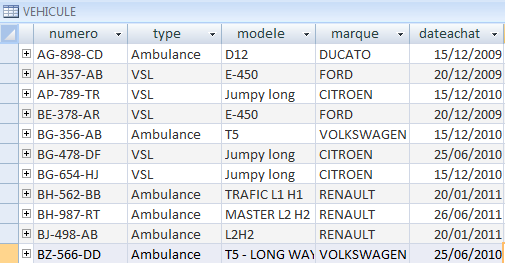 VEHICULE
numero type modele marque dateachat
AG-898-CD Ambulance D12 DUCATO 15/12/2009
AH-357-AB VSL E-450 FORD 20/12/2009
AP-789-TR VSL Jumpy long CITROEN 15/12/2010
BE-378-AR VSL E-450 FORD 20/12/2009
BG-356-AB Ambulance T5 VOLKSWAGEN 15/12/2010
BG-478-DF VSL Jumpy long CITROEN 25/06/2010
BG-654-HJ VSL Jumpy long CITROEN 15/12/2010
BH-562-BB Ambulance TRAFIC L1 H1 RENAULT 20/01/2011
BH-987-RT Ambulance MASTER L2 H2 RENAULT 26/06/2011
BJ-498-AB Ambulance L2H2 RENAULT 20/01/2011
BZ-566-DD Ambulance T5 - LONG WAY VOLKSWAGEN 25/06/2010